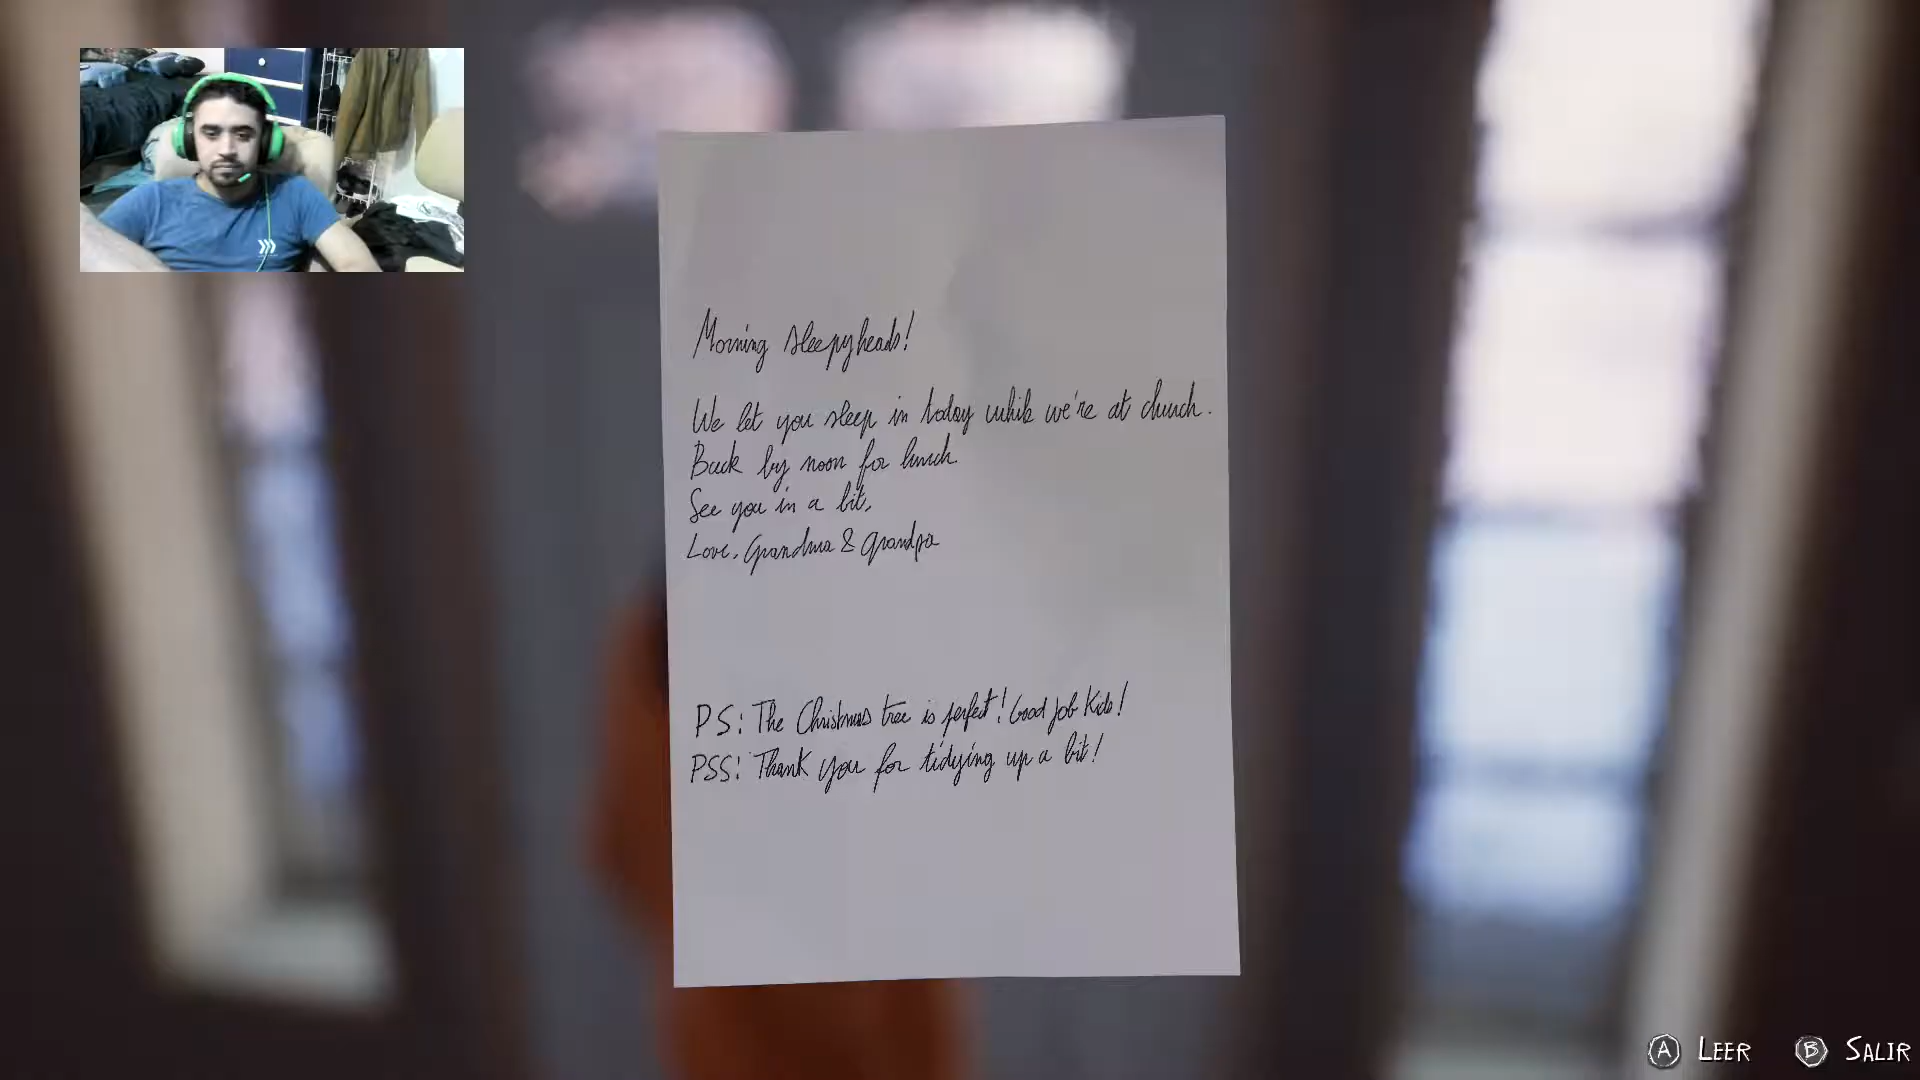 Morning sleepyheads!
We let you sleep in today while we're at church.
Back by noon for lunch.
See you in a bit,
Love, Grandma & Grandpa
PS: The Christmas tree is perfect! Good job kids!
PSS: Thank you for tidying up a bit!
A LEER B SALIR